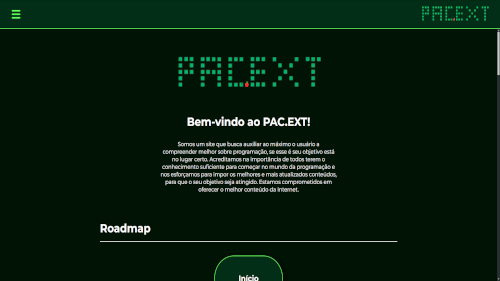 PAC.EXT
PAC.EXT
Bem-vindo ao PAC.EXT!
Somos um site que busca auxiliar ao máximo o usuário a
compreender melhor sobre programação, se esse é seu objetivo está
no lugar certo. Acreditamos na importância de todos terem o
conhecimento suficiente para começar no mundo da programação e
nos esforçamos para impor os melhores e mais atualizados conteúdos,
para que o seu objetivo seja atingido. Estamos comprometidos em
oferecer o melhor conteúdo da Internet.
Roadmap
Início